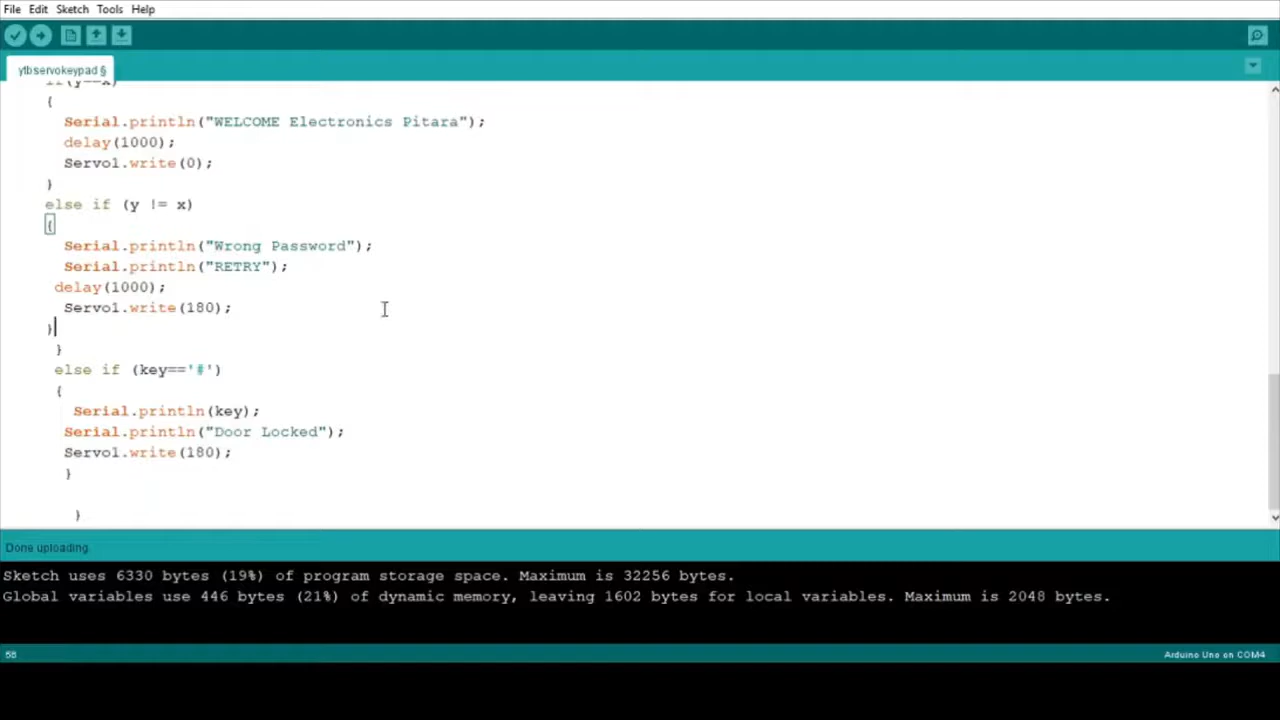 File Edit Sketch Tools Help
ytbservokeypad §
if(y==x)
{
Serial.println("WELCOME Electronics Pitara");
delay(1000);
Servo1.write(0);
}
else if (y != x)
{
Serial.println("Wrong Password");
Serial.println("RETRY");
delay(1000);
Servo1.write(180);
}
}
else if (key=='#')
{
Serial.println(key);
Serial.println("Door Locked");
Servo1.write(180);
}
}
Done uploading.
Sketch uses 6330 bytes (19%) of program storage space. Maximum is 32256 bytes.
Global variables use 446 bytes (21%) of dynamic memory, leaving 1602 bytes for local variables. Maximum is 2048 bytes.
58
Arduino Uno on COM4